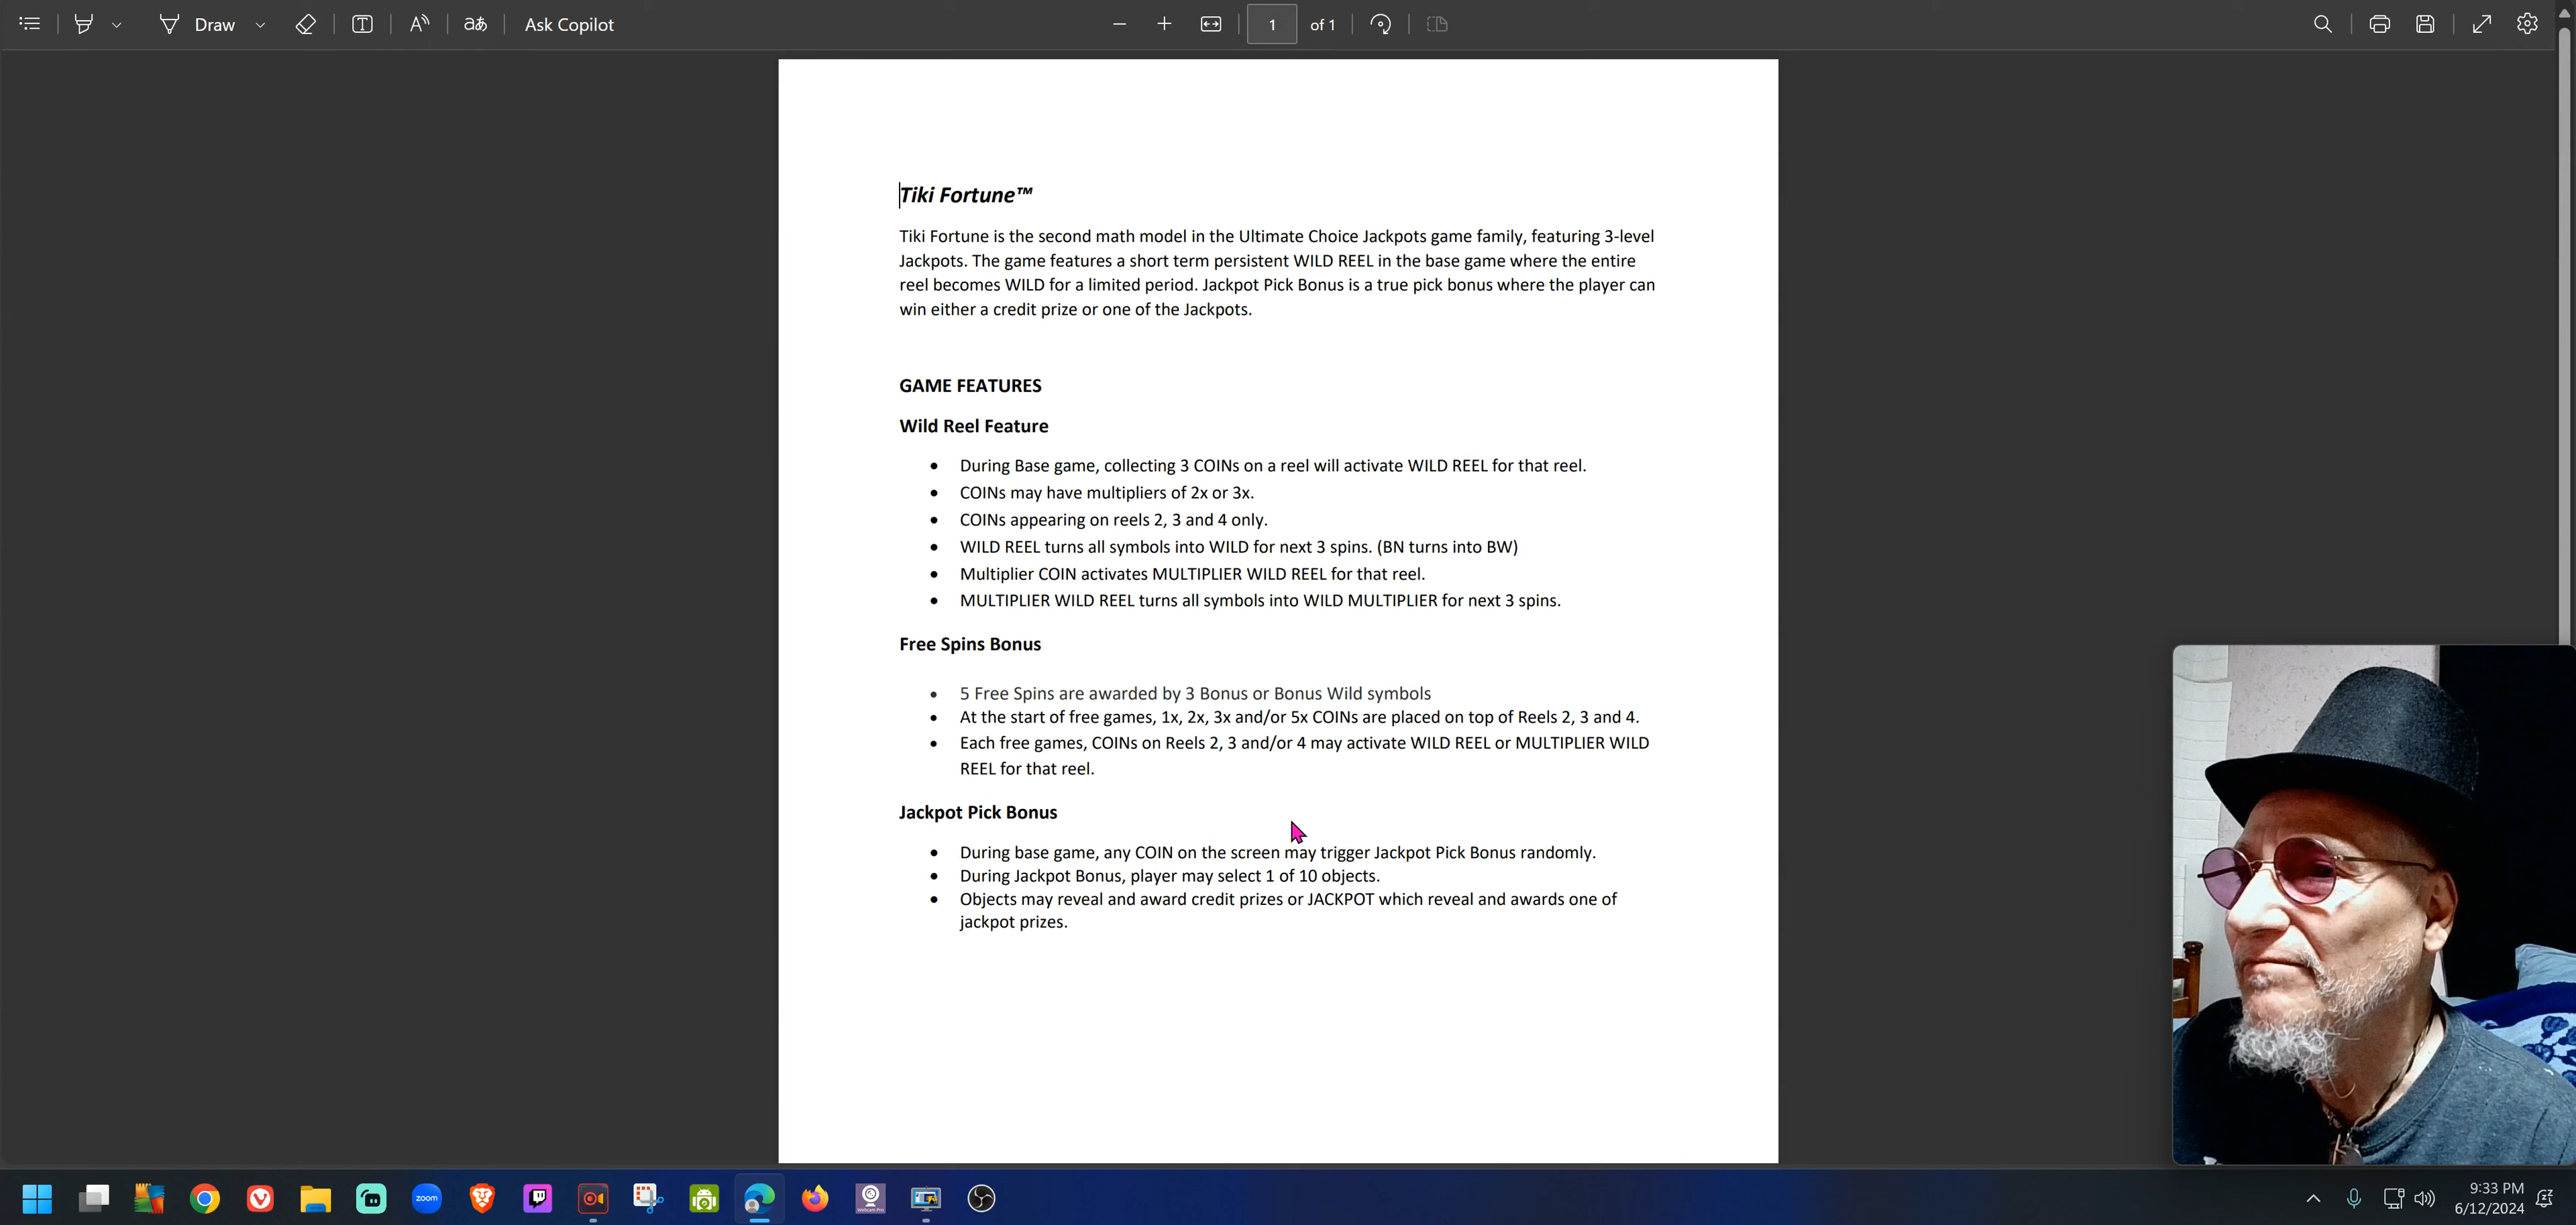 Draw
Ask Copilot
1 of 1
Tiki Fortune™
Tiki Fortune is the second math model in the Ultimate Choice Jackpots game family, featuring 3-level
Jackpots. The game features a short term persistent WILD REEL in the base game where the entire
reel becomes WILD for a limited period. Jackpot Pick Bonus is a true pick bonus where the player can
win either a credit prize or one of the Jackpots.
GAME FEATURES
Wild Reel Feature
• During Base game, collecting 3 COINs on a reel will activate WILD REEL for that reel.
• COINs may have multipliers of 2x or 3x.
• COINs appearing on reels 2, 3 and 4 only.
• WILD REEL turns all symbols into WILD for next 3 spins. (BN turns into BW)
• Multiplier COIN activates MULTIPLIER WILD REEL for that reel.
• MULTIPLIER WILD REEL turns all symbols into WILD MULTIPLIER for next 3 spins.
Free Spins Bonus
• 5 Free Spins are awarded by 3 Bonus or Bonus Wild symbols
• At the start of free games, 1x, 2x, 3x and/or 5x COINs are placed on top of Reels 2, 3 and 4.
• Each free games, COINs on Reels 2, 3 and/or 4 may activate WILD REEL or MULTIPLIER WILD
REEL for that reel.
Jackpot Pick Bonus
• During base game, any COIN on the screen may trigger Jackpot Pick Bonus randomly.
• During Jackpot Bonus, player may select 1 of 10 objects.
• Objects may reveal and award credit prizes or JACKPOT which reveal and awards one of
jackpot prizes.
zoom
9:33 PM
6/12/2024